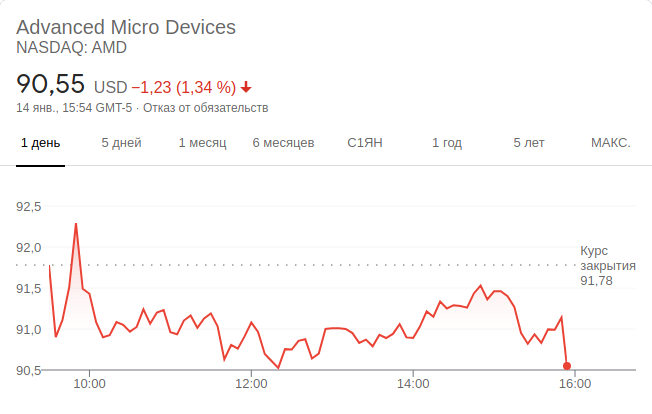 Advanced Micro Devices
NASDAQ: AMD
90,55 USD −1,23 (1,34 %)
14 янв., 15:54 GMT-5 · Отказ от обязательств
1 день 5 дней 1 месяц 6 месяцев С1ЯН 1 год 5 лет МАКС.
92,5
92,0
Курс
закрытия
91,78
91,5
91,0
90,5
10:00 12:00 14:00 16:00